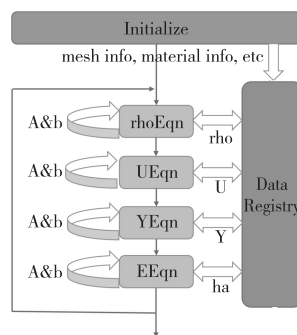 Initialize
mesh info, material info, etc
A&b
rhoEqn
rho
A&b
UEqn
U
Data
Registry
A&b
YEqn
Y
A&b
EEqn
ha